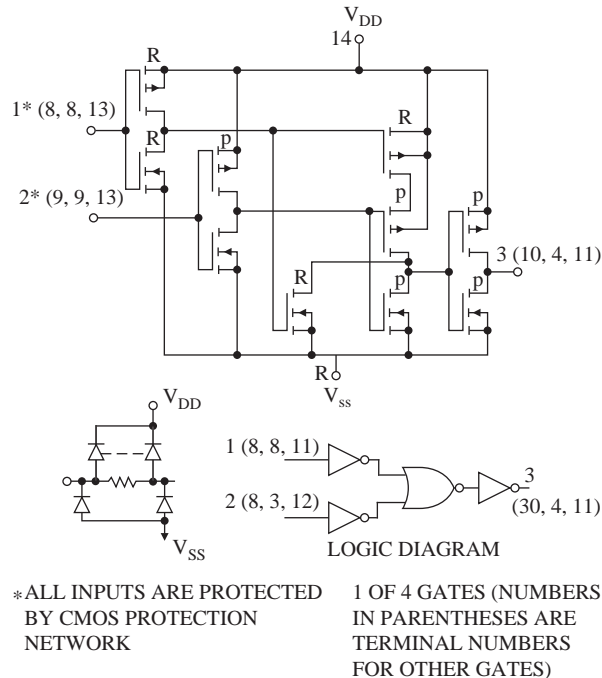 V_DD
14
R
1* (8, 8, 13)
R
p
R
2* (9, 9, 13)
p
p
3 (10, 4, 11)
R
p
p
R
V_ss
V_DD
V_SS
1 (8, 8, 11)
2 (8, 3, 12)
3
(30, 4, 11)
LOGIC DIAGRAM
*ALL INPUTS ARE PROTECTED
BY CMOS PROTECTION
NETWORK
1 OF 4 GATES (NUMBERS
IN PARENTHESES ARE
TERMINAL NUMBERS
FOR OTHER GATES)